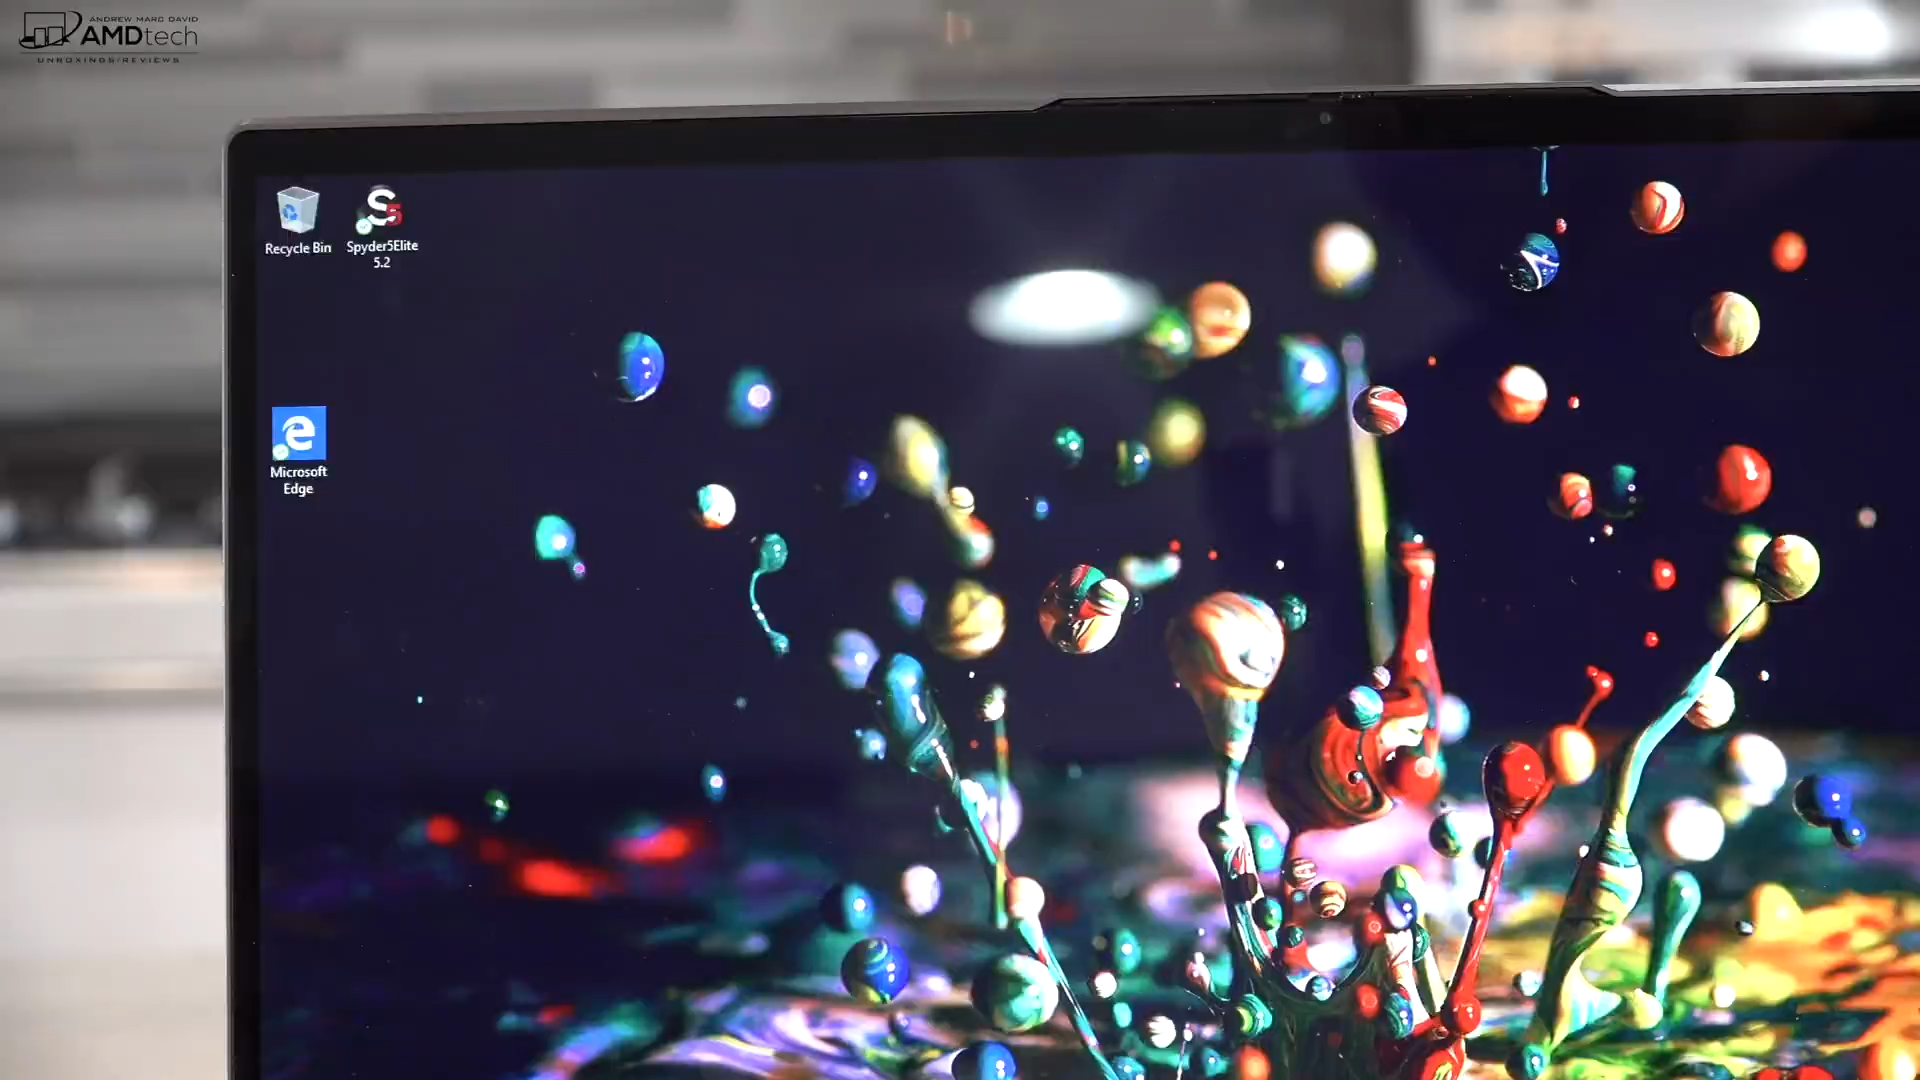 ANDREW MARC DAVID
AMDtech
UNBOXINGS/REVIEWS
Recycle Bin
Spyder5Elite
5.2
Microsoft
Edge